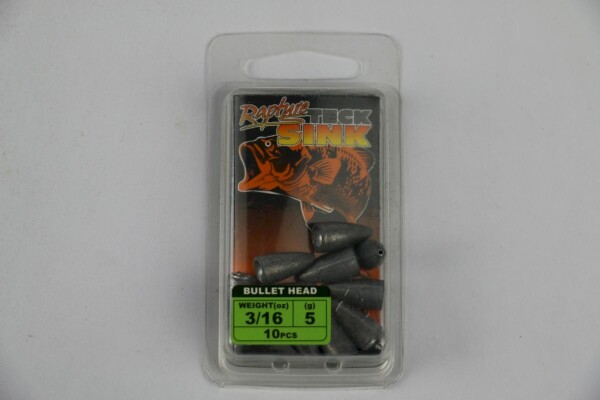 Rapture TECK
SINK
BULLET HEAD
WEIGHT(oz) (g)
3/16 5
10PCS